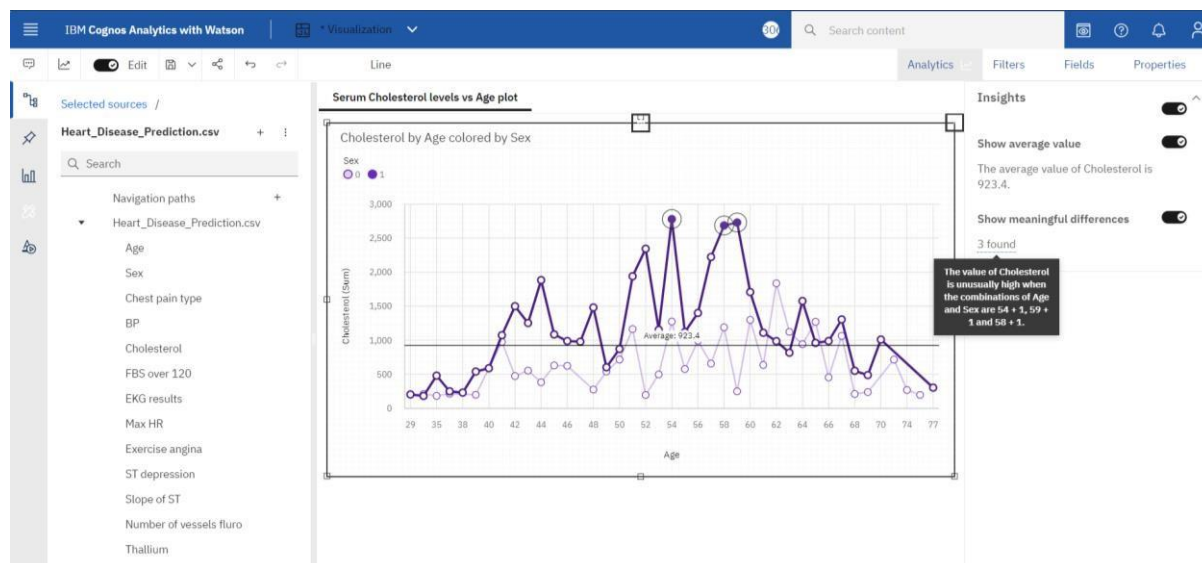 IBM Cognos Analytics with Watson
* Visualization
Search content
Edit
Line
Analytics
Filters
Fields
Properties
Selected sources /
Heart_Disease_Prediction.csv
Search
Navigation paths
Heart_Disease_Prediction.csv
Age
Sex
Chest pain type
BP
Cholesterol
FBS over 120
EKG results
Max HR
Exercise angina
ST depression
Slope of ST
Number of vessels fluro
Thallium
Serum Cholesterol levels vs Age plot
Cholesterol by Age colored by Sex
Sex
0 1
3,000
2,500
2,000
1,500
1,000
500
0
Cholesterol (Sum)
Average: 923.4
29 35 38 40 42 44 46 48 50 52 54 56 58 60 62 64 66 68 70 74 77
Age
Insights
Show average value
The average value of Cholesterol is
923.4.
Show meaningful differences
3 found
The value of Cholesterol
is unusually high when
the combinations of Age
and Sex are 54 + 1, 59 +
1 and 58 + 1.